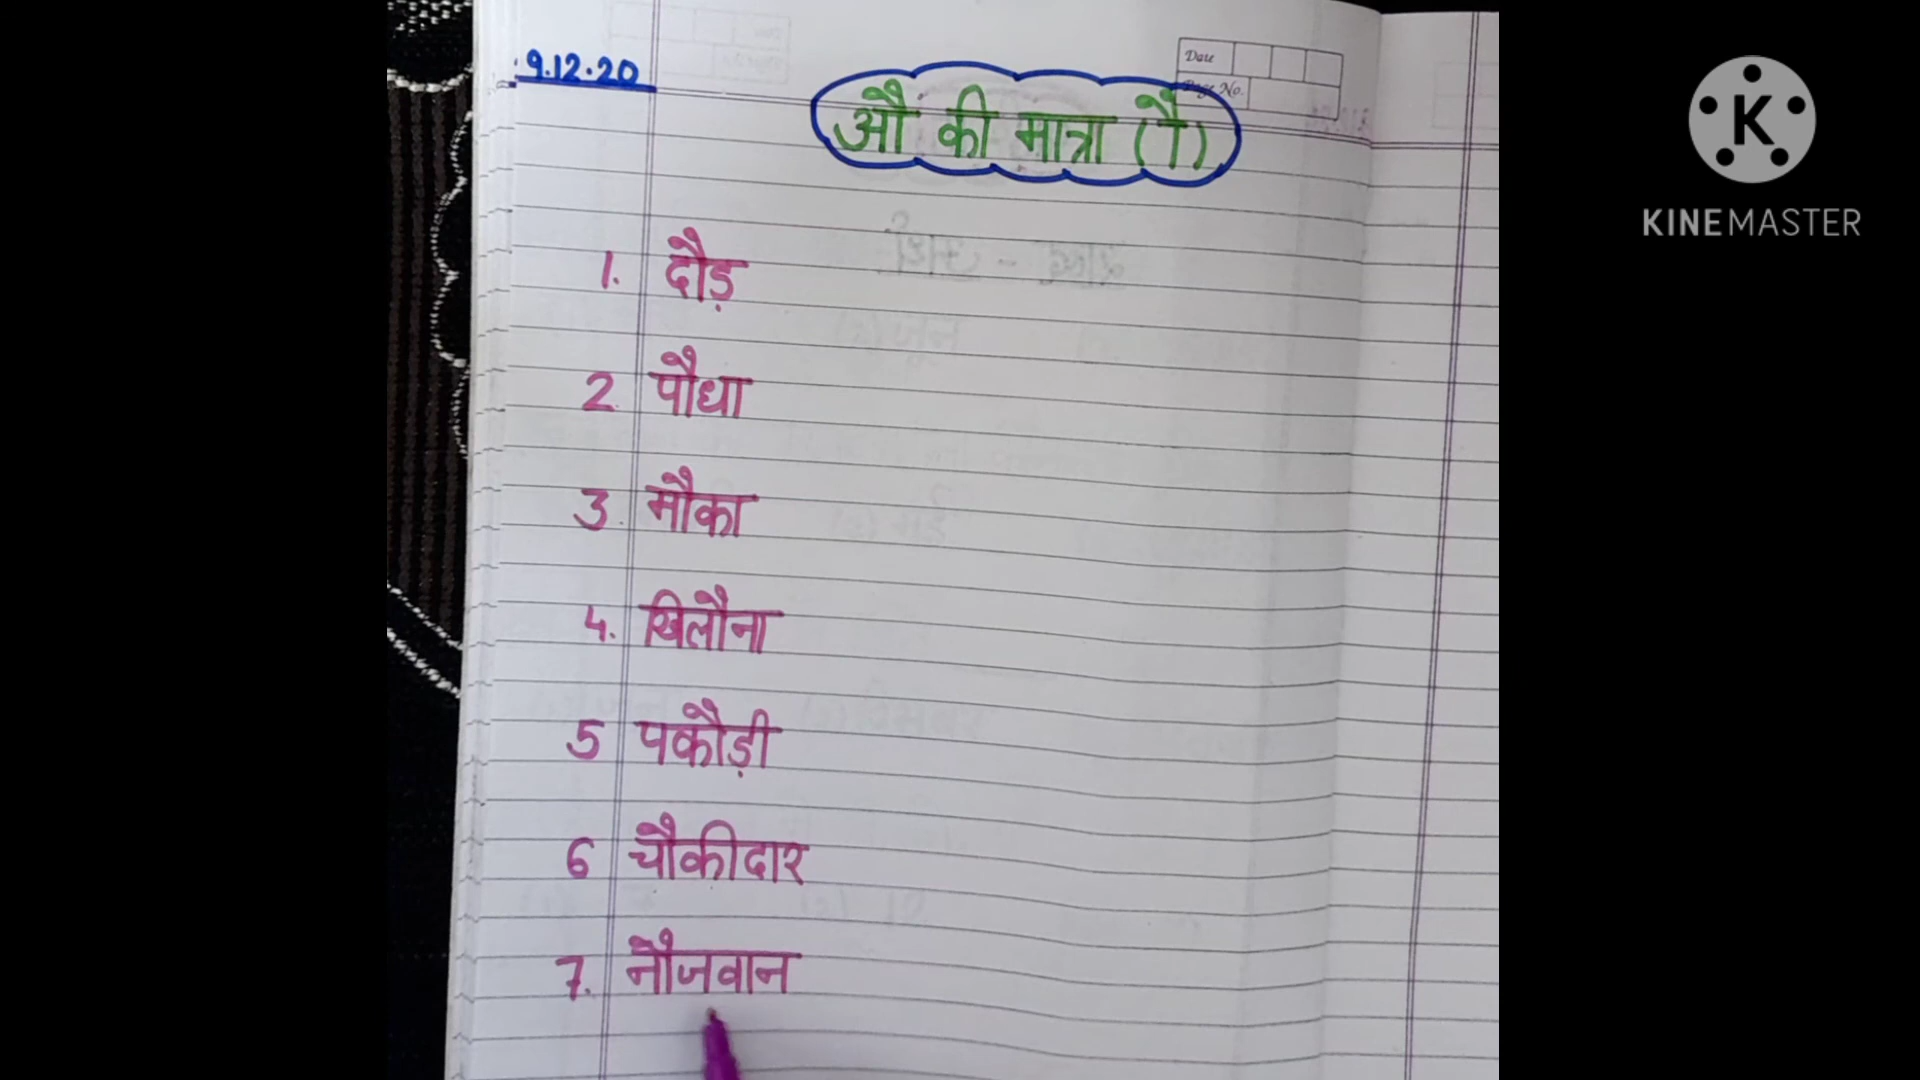 9.12.20
Date
Page No.
औ की मात्रा (ौ)
1. दौड़
2. पौधा
3. मौका
4. खिलौना
5 पकौड़ी
6 चौकीदार
7. नौजवान
K
KINEMASTER